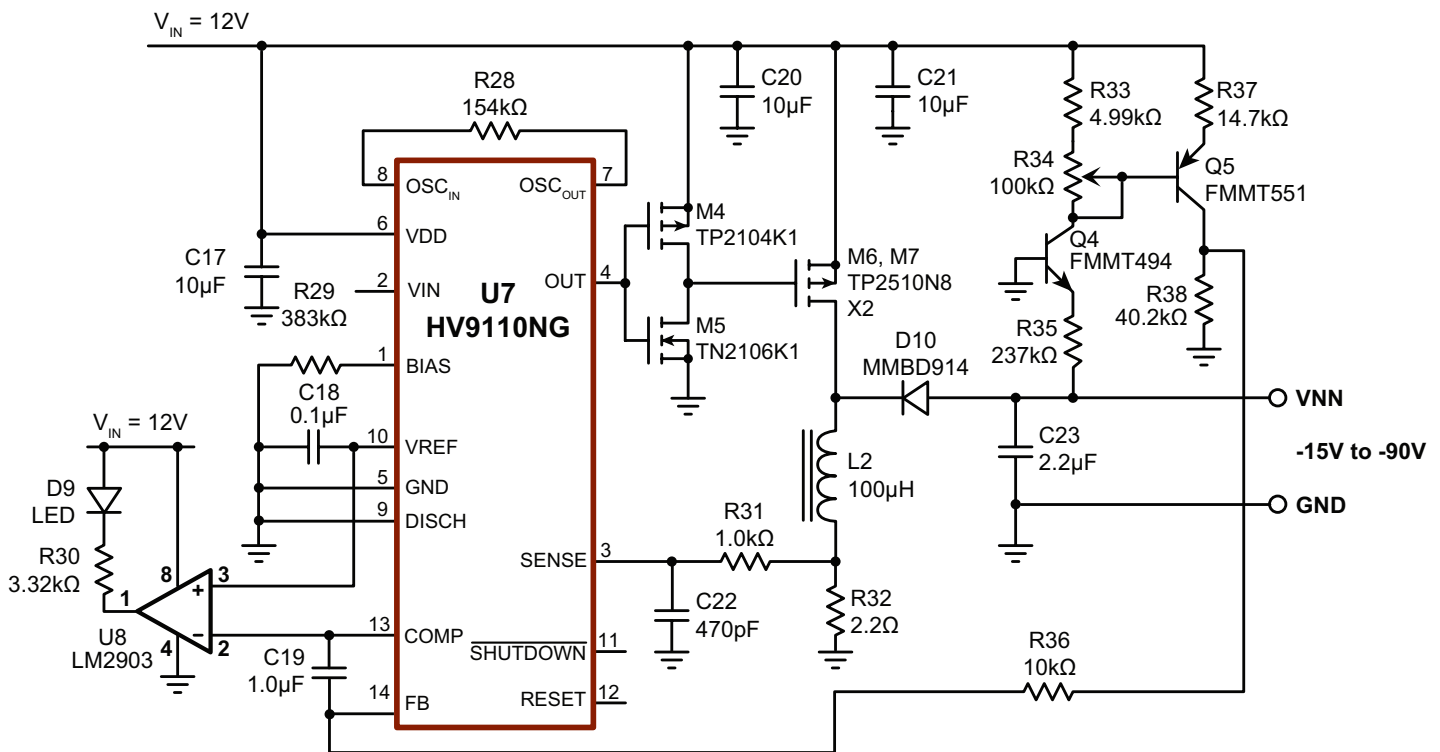 VIN = 12V
R28
154kΩ
C20
10µF
C21
10µF
R33
4.99kΩ
R37
14.7kΩ
R34
100kΩ
Q5
FMMT551
Q4
FMMT494
R35
237kΩ
R38
40.2kΩ
8
OSCIN
OSCOUT
7
6
VDD
C17
10µF
2
VIN
R29
383kΩ
U7
HV9110NG
OUT
4
M4
TP2104K1
M5
TN2106K1
M6, M7
TP2510N8
X2
D10
MMBD914
1
BIAS
C18
0.1µF
10
VREF
5
GND
9
DISCH
VNN
-15V to -90V
GND
C23
2.2µF
L2
100µH
R31
1.0kΩ
SENSE
3
C22
470pF
R32
2.2Ω
VIN = 12V
D9
LED
R30
3.32kΩ
8
3
+
1
−
2
4
U8
LM2903
C19
1.0µF
13
COMP
SHUTDOWN
11
14
FB
RESET
12
R36
10kΩ